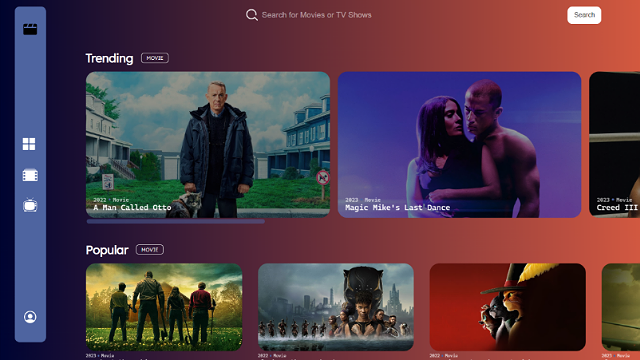 Search for Movies or TV Shows
Search
Trending MOVIE
2022 · Movie
A Man Called Otto
2023 · Movie
Magic Mike's Last Dance
2023 · Movie
Creed III
Popular MOVIE
2023 · Movie
2022 · Movie
2022 · Movie